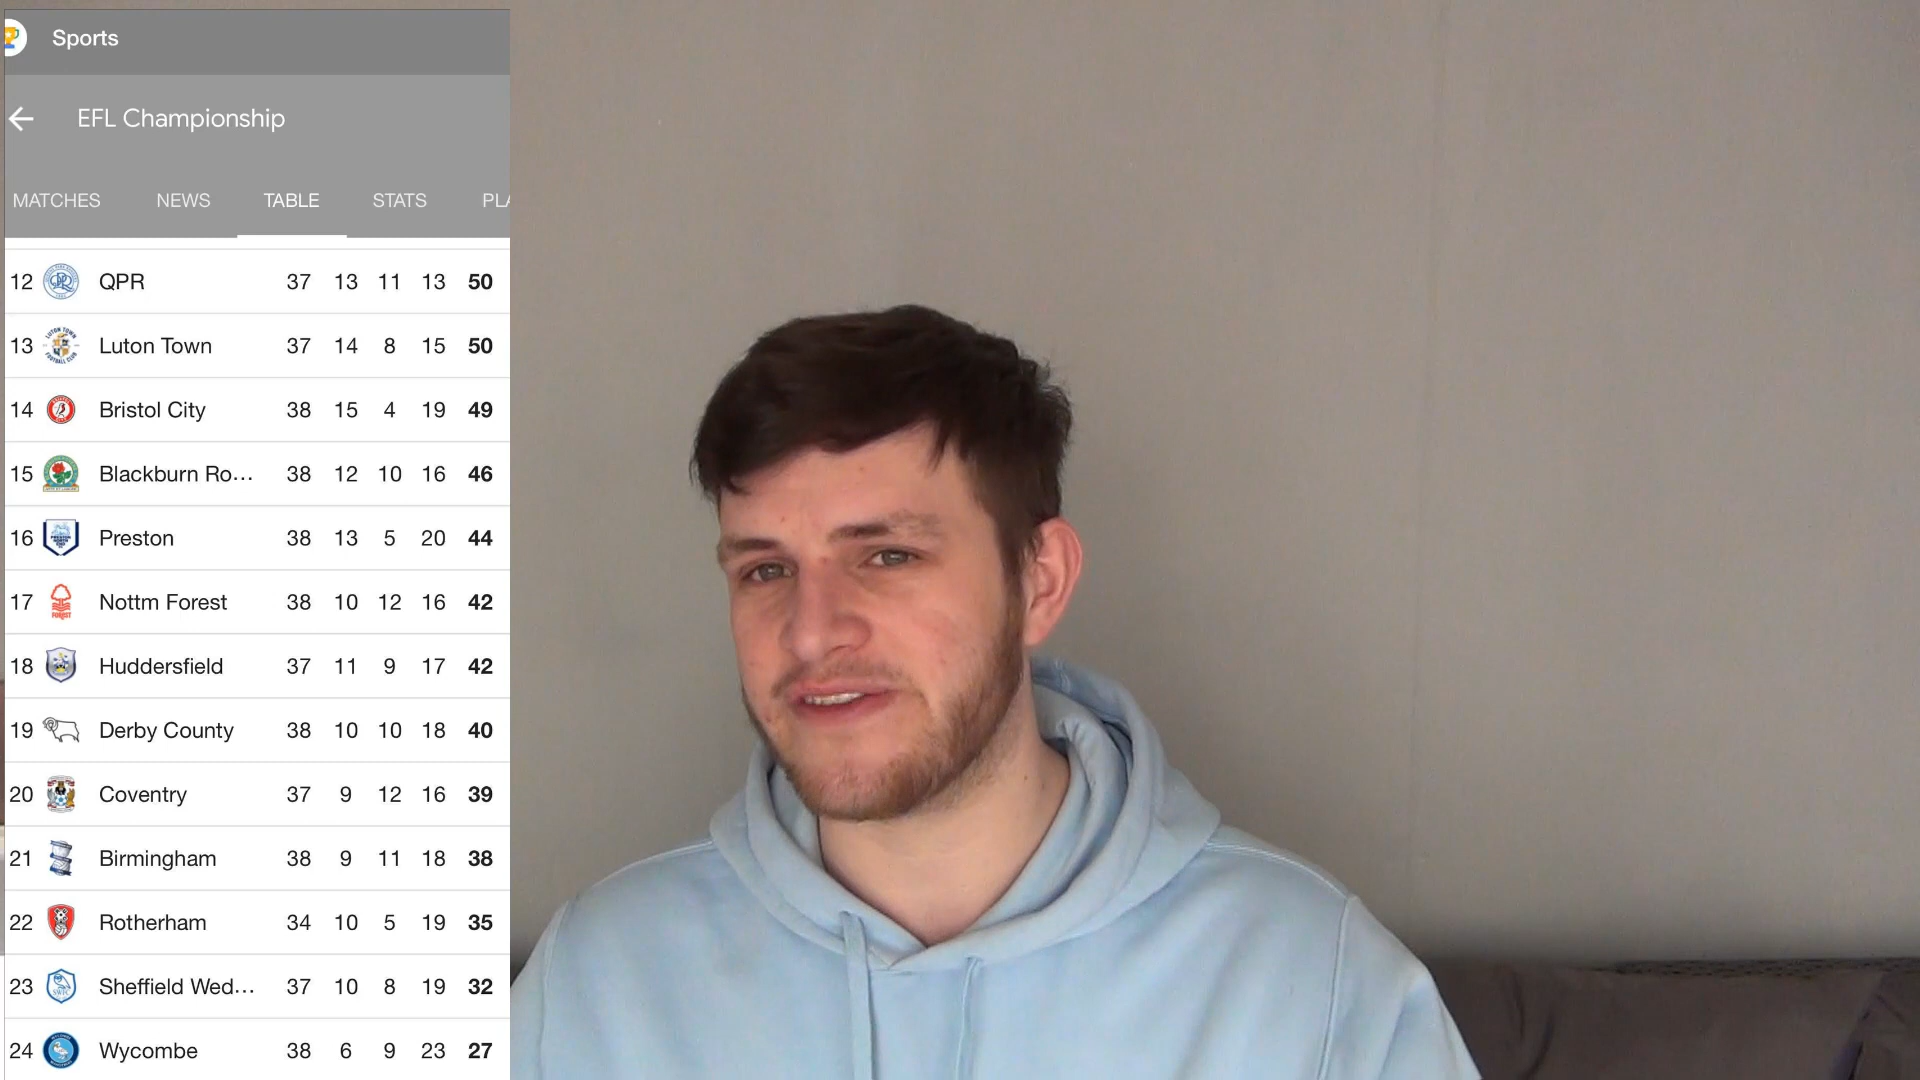 Sports
EFL Championship
MATCHES NEWS TABLE STATS PLA
12 QPR 37 13 11 13 50
13 Luton Town 37 14 8 15 50
14 Bristol City 38 15 4 19 49
15 Blackburn Ro... 38 12 10 16 46
16 Preston 38 13 5 20 44
17 Nottm Forest 38 10 12 16 42
18 Huddersfield 37 11 9 17 42
19 Derby County 38 10 10 18 40
20 Coventry 37 9 12 16 39
21 Birmingham 38 9 11 18 38
22 Rotherham 34 10 5 19 35
23 Sheffield Wed... 37 10 8 19 32
24 Wycombe 38 6 9 23 27